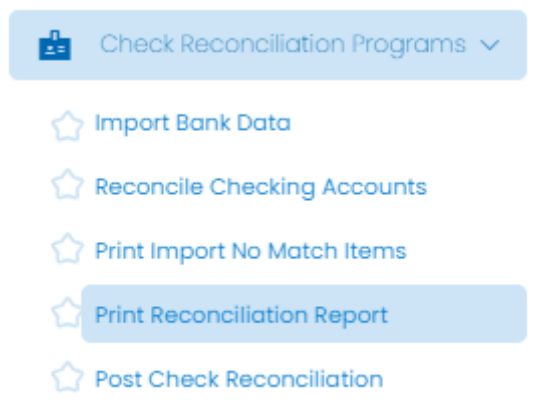 Check Reconciliation Programs
Import Bank Data
Reconcile Checking Accounts
Print Import No Match Items
Print Reconciliation Report
Post Check Reconciliation